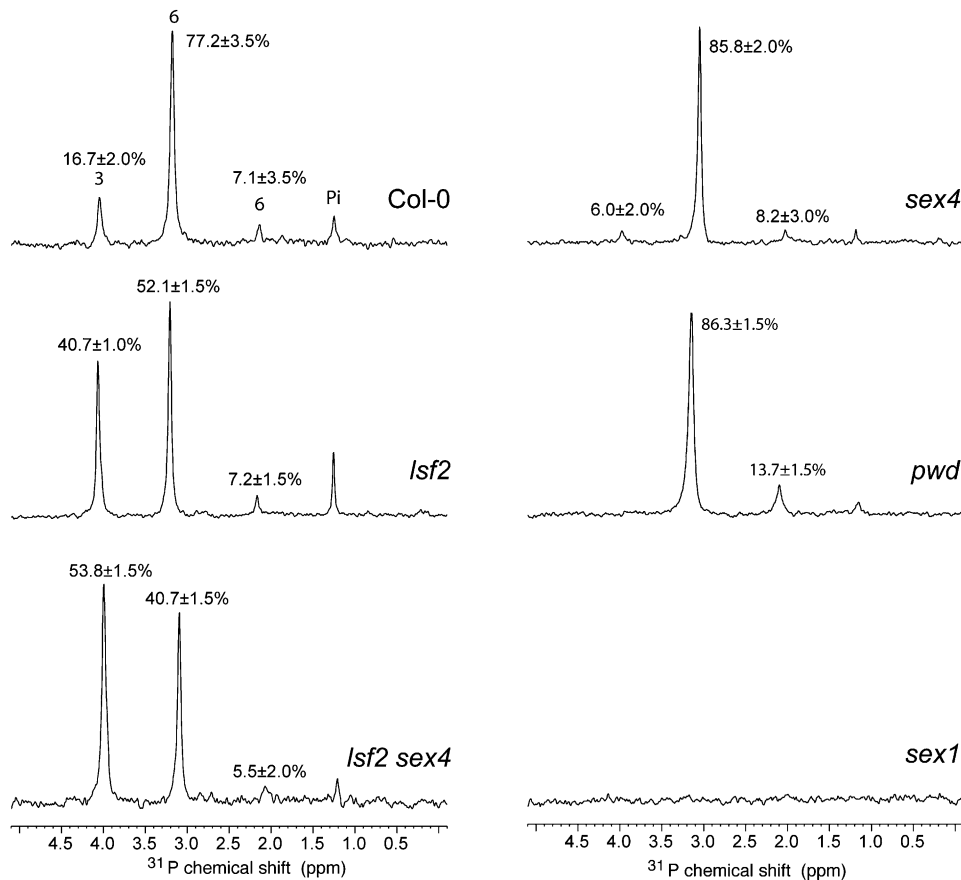 6
77.2±3.5%
16.7±2.0%
3
7.1±3.5%
6
Pi
Col-0
85.8±2.0%
6.0±2.0%
8.2±3.0%
sex4
52.1±1.5%
40.7±1.0%
7.2±1.5%
lsf2
86.3±1.5%
13.7±1.5%
pwd
53.8±1.5%
40.7±1.5%
5.5±2.0%
lsf2 sex4
sex1
4.5 4.0 3.5 3.0 2.5 2.0 1.5 1.0 0.5
31P chemical shift (ppm)
4.5 4.0 3.5 3.0 2.5 2.0 1.5 1.0 0.5
31P chemical shift (ppm)